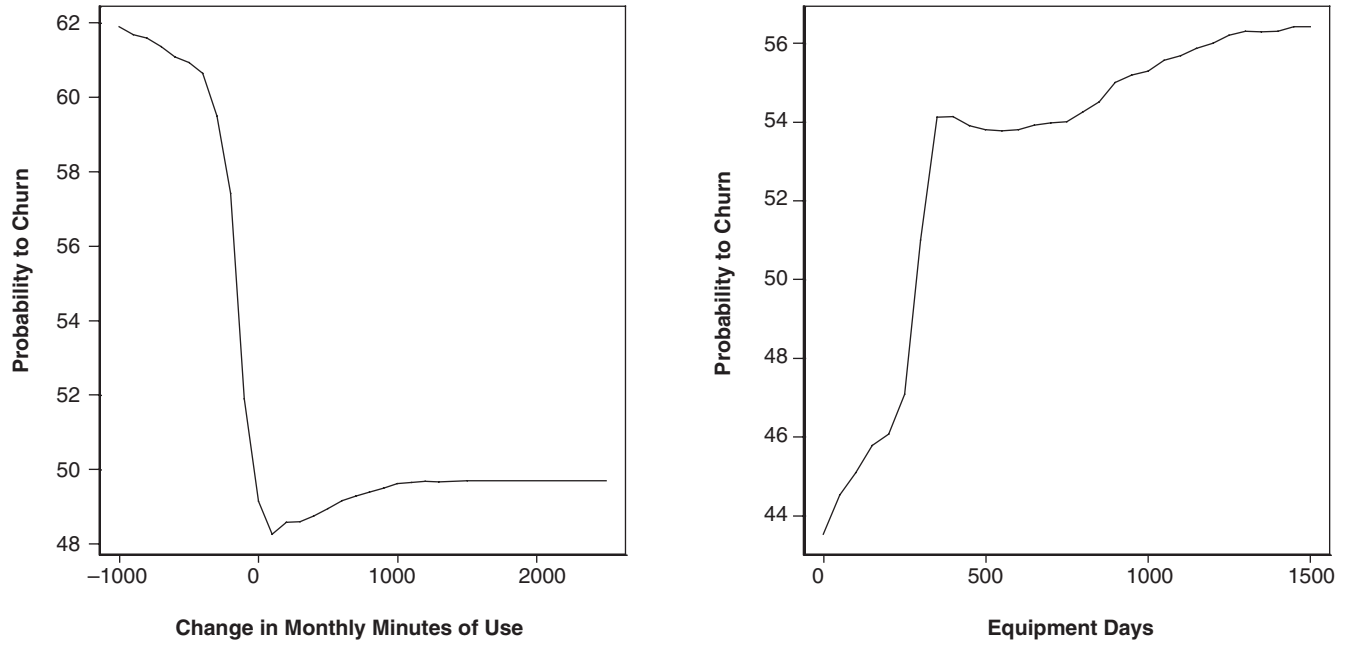 62
60
58
56
54
52
50
48
Probability to Churn
–1000 0 1000 2000
Change in Monthly Minutes of Use
56
54
52
50
48
46
44
Probability to Churn
0 500 1000 1500
Equipment Days